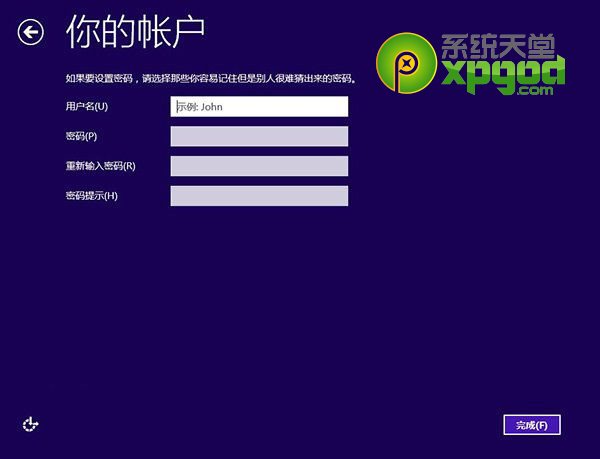 你的帐户
系统天堂
xpgod
.com
如果要设置密码，请选择那些你容易记住但是别人很难猜出来的密码。
用户名(U)
示例: John
密码(P)
重新输入密码(R)
密码提示(H)
完成(F)